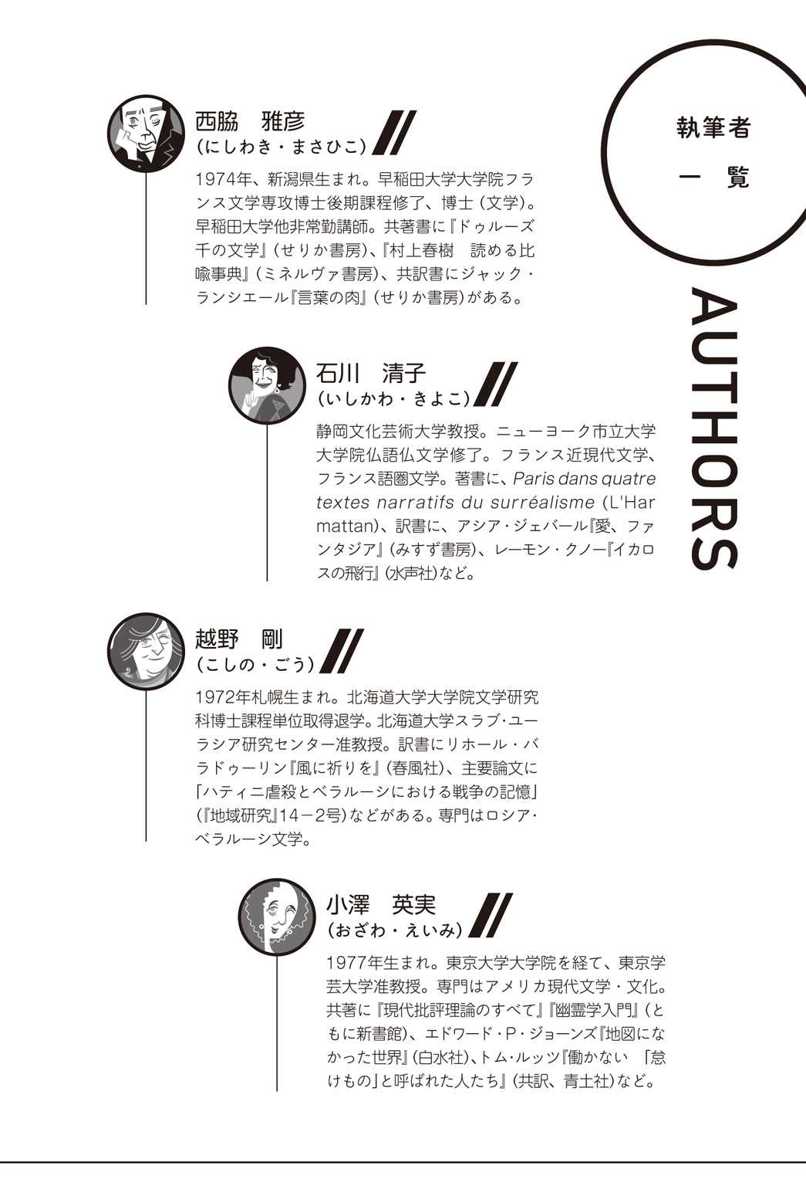 執筆者
一　覧
AUTHORS
西脇　雅彦
（にしわき・まさひこ）
1974年、新潟県生まれ。早稲田大学大学院フラ
ンス文学専攻博士後期課程修了、博士（文学）。
早稲田大学他非常勤講師。共著書に『ドゥルーズ
千の文学』（せりか書房）、『村上春樹　読める比
喩事典』（ミネルヴァ書房）、共訳書にジャック・
ランシエール『言葉の肉』（せりか書房）がある。
石川　清子
（いしかわ・きよこ）
静岡文化芸術大学教授。ニューヨーク市立大学
大学院仏語仏文学修了。フランス近現代文学、
フランス語圏文学。著書に、Paris dans quatre
textes narratifs du surréalisme (L'Har
mattan)、訳書に、アシア・ジェバール『愛、ファ
ンタジア』（みすず書房）、レーモン・クノー『イカロ
スの飛行』（水声社）など。
越野　剛
（こしの・ごう）
1972年札幌生まれ。北海道大学大学院文学研究
科博士課程単位取得退学。北海道大学スラブ・ユー
ラシア研究センター准教授。訳書にリホール・バ
ラドゥーリン『風に祈りを』（春風社）、主要論文に
「ハティニ虐殺とベラルーシにおける戦争の記憶」
（『地域研究』14－2号）などがある。専門はロシア・
ベラルーシ文学。
小澤　英実
（おざわ・えいみ）
1977年生まれ。東京大学大学院を経て、東京学
芸大学准教授。専門はアメリカ現代文学・文化。
共著に『現代批評理論のすべて』『幽霊学入門』（と
もに新書館）、エドワード・P・ジョーンズ『地図にな
かった世界』（白水社）、トム・ルッツ『働かない　「怠
けもの」と呼ばれた人たち』（共訳、青土社）など。